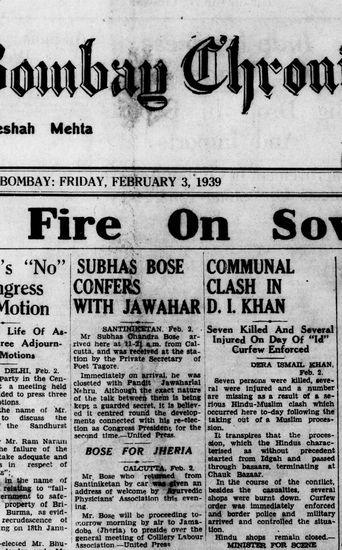 Bombay Chroni
eshah Mehta
BOMBAY: FRIDAY, FEBRUARY 3, 1939
Fire On Sov
's "No"
ngress
Motion
Life Of As-
ree Adjourn-
Motions
DELHI, Feb. 2.
Party in the Cen-
meeting held
ded to press three
otions.
the name of Mr.
to discuss the
the Sandhurst
Mr. Ram Narain
he failure of the
take adequate and
s in respect of
in the name of
relating to "fail-
ernment to safe-
property of Bri-
Burma, as evid-
recrudescence of
ng on 18th Jann-
elected Mr. Bhu-
SUBHAS BOSE
CONFERS
WITH JAWAHAR
SANTINIKETAN, Feb. 2.
Mr Subhas Chandra Bose ar-
rived here at 11-21 a.m. from Cal-
cutta, and was received at the sta-
tion by the Private Secretary of
Poet Tagore.
Immediately on arrival, he was
closeted with Pandit Jawaharlal
Nehru. Although the exact nature
of the talk between them is being
kept a guarded secret, it is believ-
ed it centred round the develop-
ments connected with his re-elec-
tion as Congress President, for the
second time.—United Press.
BOSE FOR JHERIA
CALCUTTA, Feb. 2.
Mr Bose who returned from
Santiniketan by car was given an
address of welcome by Ayurvedic
Physicians' Association this even-
ing.
Mr. Bose will be proceeding to-
morrow morning by air to Jama-
doba (Jheria) to preside over the
general meeting of Colliery Labour
Association.—United Press
COMMUNAL
CLASH IN
D. I. KHAN
Seven Killed And Several
Injured On Day Of "Id"
Curfew Enforced
DERA ISMAIL KHAN,
Feb. 2.
Seven persons were killed, seve-
ral were injured and a number
are missing as a result of a se-
rious Hindu-Muslim clash which
occurred here to-day following the
taking out of a Muslim proces-
sion.
It transpires that the proces-
sion which the Hindus charac-
terised as without precedent
started from Idgah and passed
through bazaars, terminating at
Chauk Bazaar.
In the course of the conflict,
besides the casualties, several
shops were burnt down. Curfew
order was immediately enforced
and border police and military
arrived and controlled the situa-
tion.
Hindu shops remain closed.—
MINISTER FOR SCENE